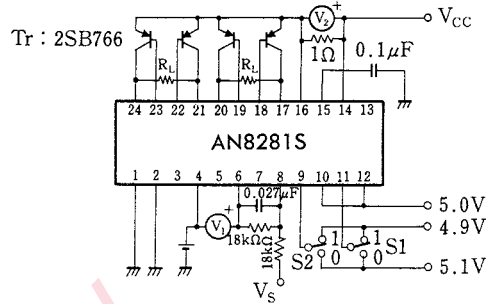 V₂ +
V_CC
Tr : 2SB766
R_L R_L
1Ω
0.1μF
24 23 22 21 20 19 18 17 16 15 14 13
AN8281S
1 2 3 4 5 6 7 8 9 10 11 12
0.027μF
V₁ +
18kΩ
18kΩ
5.0V
4.9V
S2 1 0
1 0 S1
5.1V
V_S